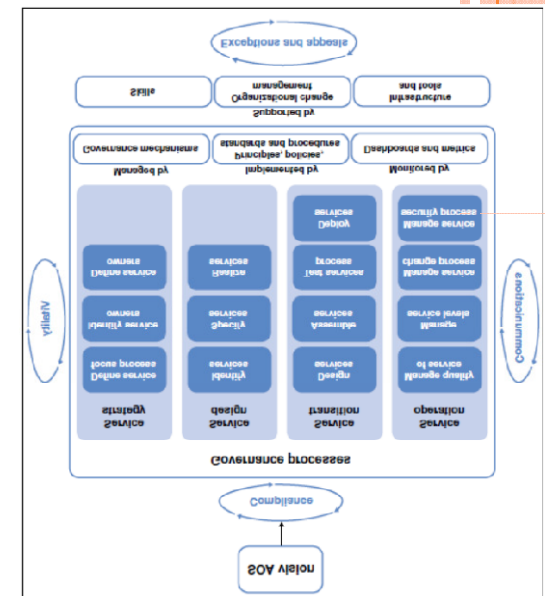 SOA vision
Compliance
Governance processes
Service
strategy
Service
design
Service
transition
Service
operation
Define service
focus process
Identify
services
Design
services
Manage quality
of service
Identify service
owners
Specify
services
Assemble
services
Manage
service levels
Define service
owners
Realize
services
Test services
process
Manage service
change process
Deploy
services
Manage service
security process
Vitality
Communications
Managed by
Implemented by
Monitored by
Governance mechanisms
Principles, policies,
standards and procedures
Dashboards and metrics
Supported by
Skills
Organizational change
management
Infrastructure
and tools
Exceptions and appeals